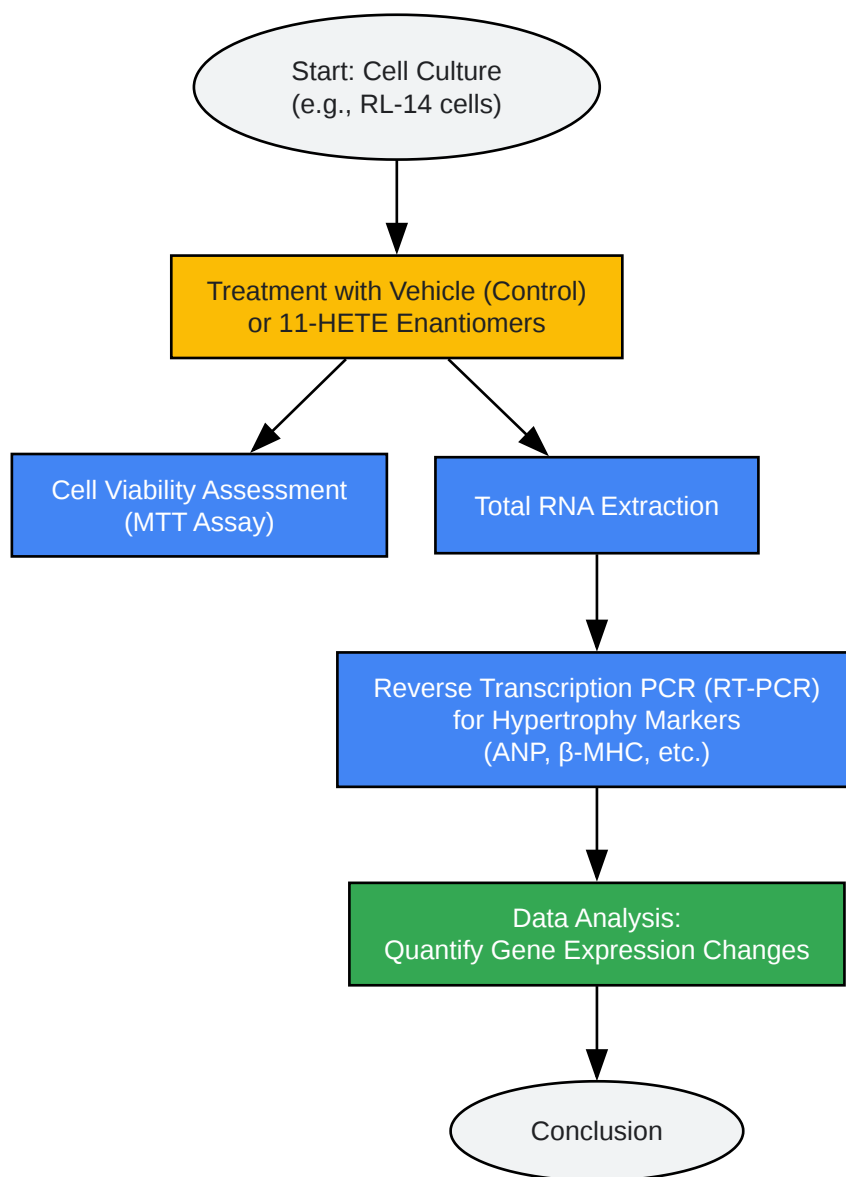 Start: Cell Culture
(e.g., RL-14 cells)
Treatment with Vehicle (Control)
or 11-HETE Enantiomers
Cell Viability Assessment
(MTT Assay)
Total RNA Extraction
Reverse Transcription PCR (RT-PCR)
for Hypertrophy Markers
(ANP, β-MHC, etc.)
Data Analysis:
Quantify Gene Expression Changes
Conclusion